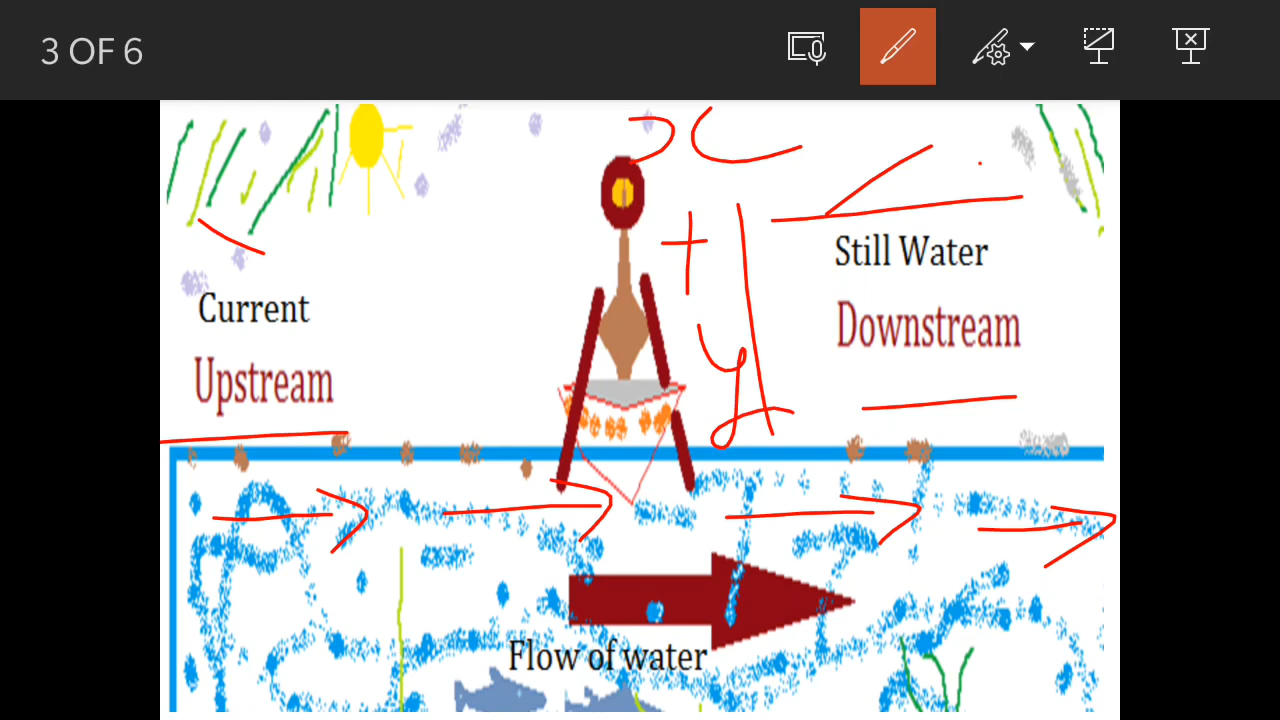 3 OF 6
x
+
y
Still Water
Downstream
Current
Upstream
Flow of water